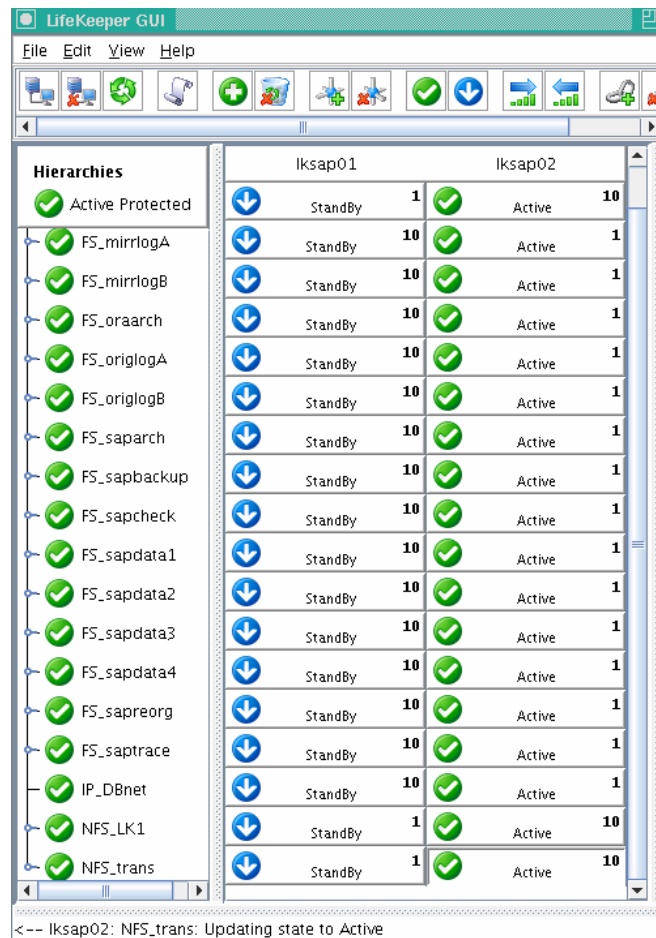 LifeKeeper GUI
File Edit View Help
Hierarchies
lksap01 lksap02
Active Protected StandBy 1 Active 10
FS_mirrlogA StandBy 10 Active 1
FS_mirrlogB StandBy 10 Active 1
FS_oraarch StandBy 10 Active 1
FS_origlogA StandBy 10 Active 1
FS_origlogB StandBy 10 Active 1
FS_saparch StandBy 10 Active 1
FS_sapbackup StandBy 10 Active 1
FS_sapcheck StandBy 10 Active 1
FS_sapdata1 StandBy 10 Active 1
FS_sapdata2 StandBy 10 Active 1
FS_sapdata3 StandBy 10 Active 1
FS_sapdata4 StandBy 10 Active 1
FS_sapreorg StandBy 10 Active 1
FS_saptrace StandBy 10 Active 1
IP_DBnet StandBy 10 Active 1
NFS_LK1 StandBy 1 Active 10
NFS_trans StandBy 1 Active 10
<-- lksap02: NFS_trans: Updating state to Active